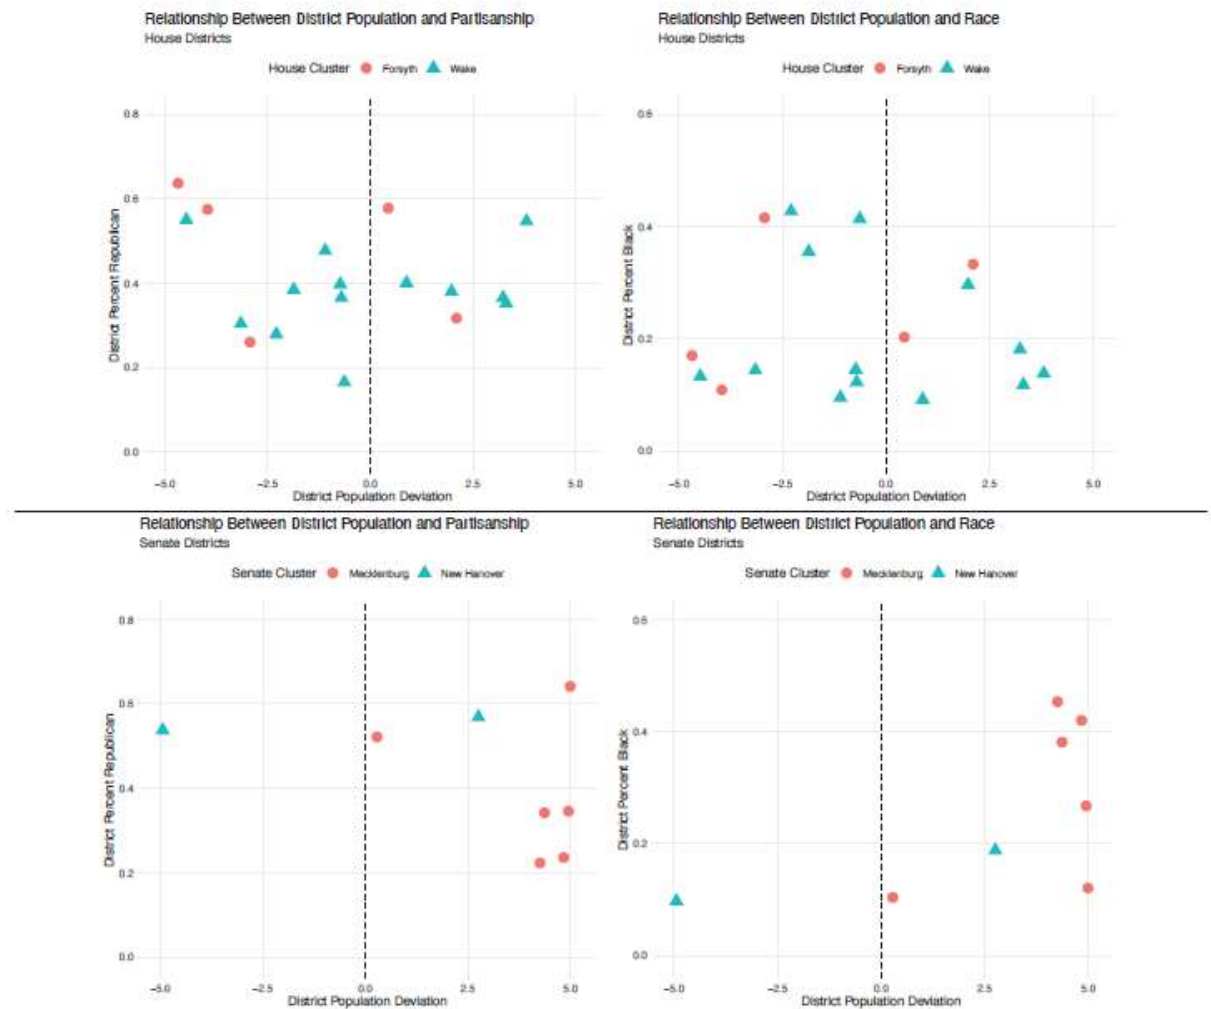 Relationship Between District Population and Partisanship
House Districts
House Cluster Forsyth Wake
0.8
0.6
0.4
0.2
0.0
District Percent Republican
-5.0 -2.5 0.0 2.5 5.0
District Population Deviation
Relationship Between District Population and Race
House Districts
House Cluster Forsyth Wake
0.6
0.4
0.2
0.0
District Percent Black
-5.0 -2.5 0.0 2.5 5.0
District Population Deviation
Relationship Between District Population and Partisanship
Senate Districts
Senate Cluster Mecklenburg New Hanover
0.8
0.6
0.4
0.2
0.0
District Percent Republican
-5.0 -2.5 0.0 2.5 5.0
District Population Deviation
Relationship Between District Population and Race
Senate Districts
Senate Cluster Mecklenburg New Hanover
0.6
0.4
0.2
0.0
District Percent Black
-5.0 -2.5 0.0 2.5 5.0
District Population Deviation